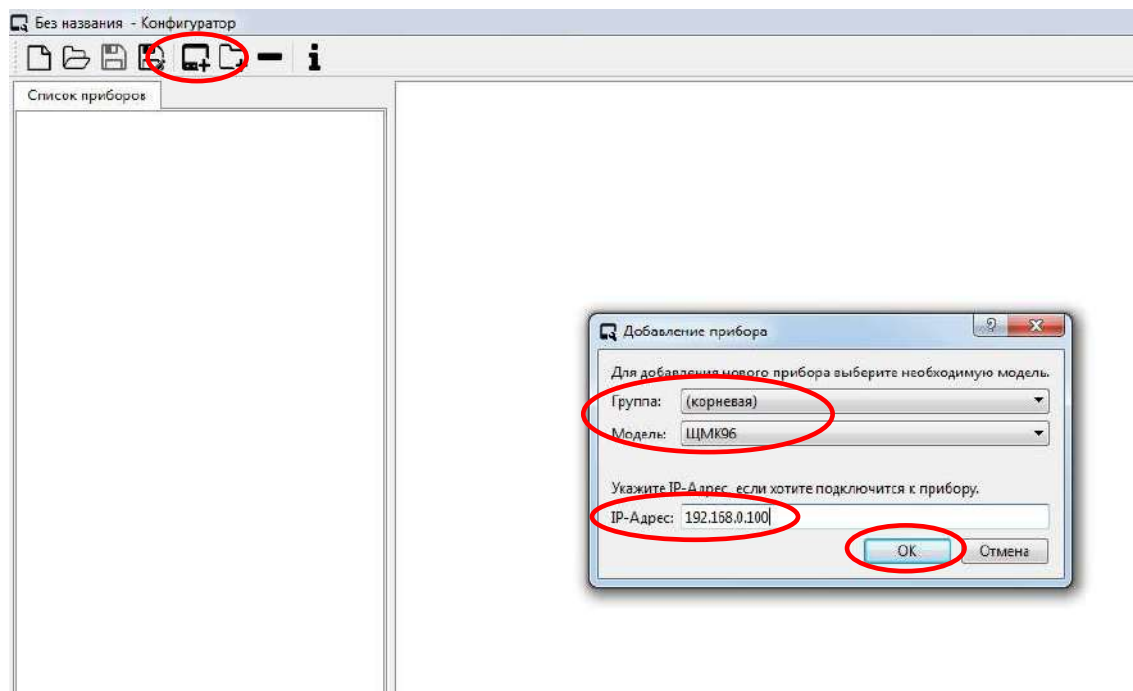 Без названия - Конфигуратор
Список приборов
Добавление прибора
Для добавления нового прибора выберите необходимую модель.
Группа: (корневая)
Модель: ЩМК96
Укажите IP-Адрес, если хотите подключится к прибору.
IP-Адрес: 192.168.0.100
OK Отмена